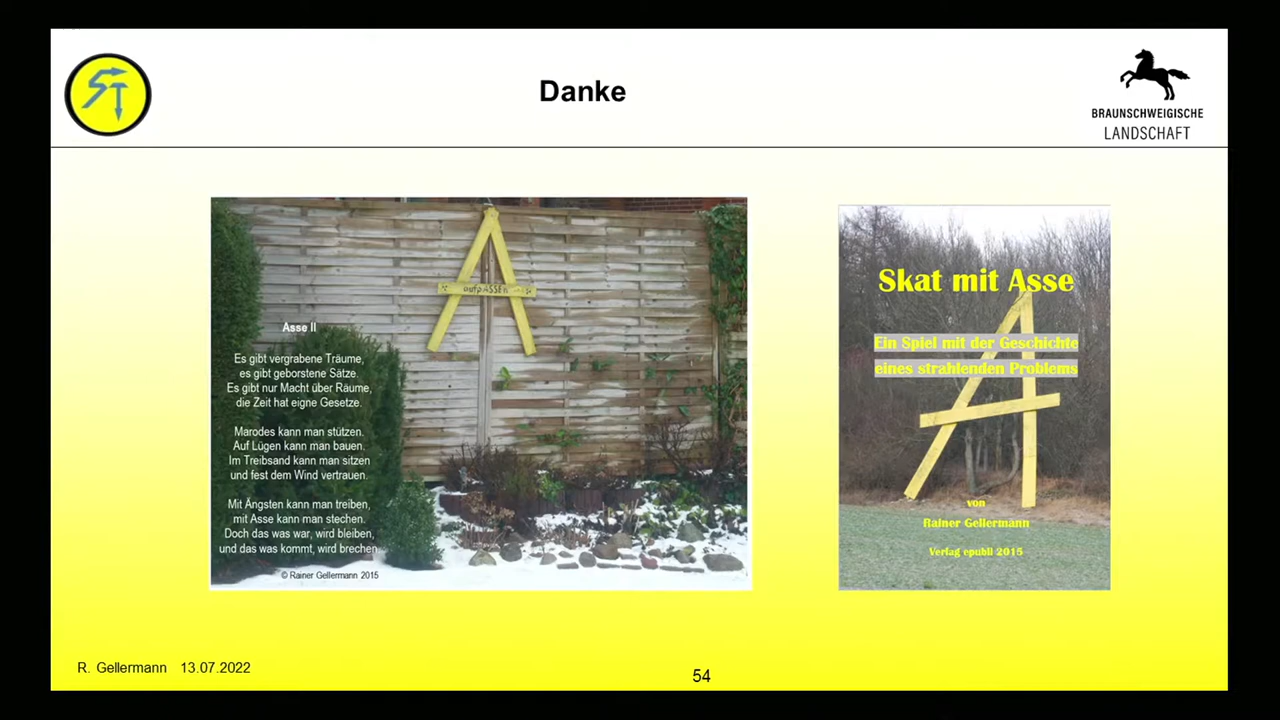 Danke
ST
BRAUNSCHWEIGISCHE
LANDSCHAFT
aufpASSEn
Asse II
Es gibt vergrabene Träume,
es gibt geborstene Sätze.
Es gibt nur Macht über Räume,
die Zeit hat eigne Gesetze.
Marodes kann man stützen.
Auf Lügen kann man bauen.
Im Treibsand kann man sitzen
und fest dem Wind vertrauen.
Mit Ängsten kann man treiben,
mit Asse kann man stechen.
Doch das was war, wird bleiben,
und das was kommt, wird brechen.
© Rainer Gellermann 2015
Skat mit Asse
Ein Spiel mit der Geschichte
eines strahlenden Problems
von
Rainer Gellermann
Verlag epubli 2015
R. Gellermann 13.07.2022
54